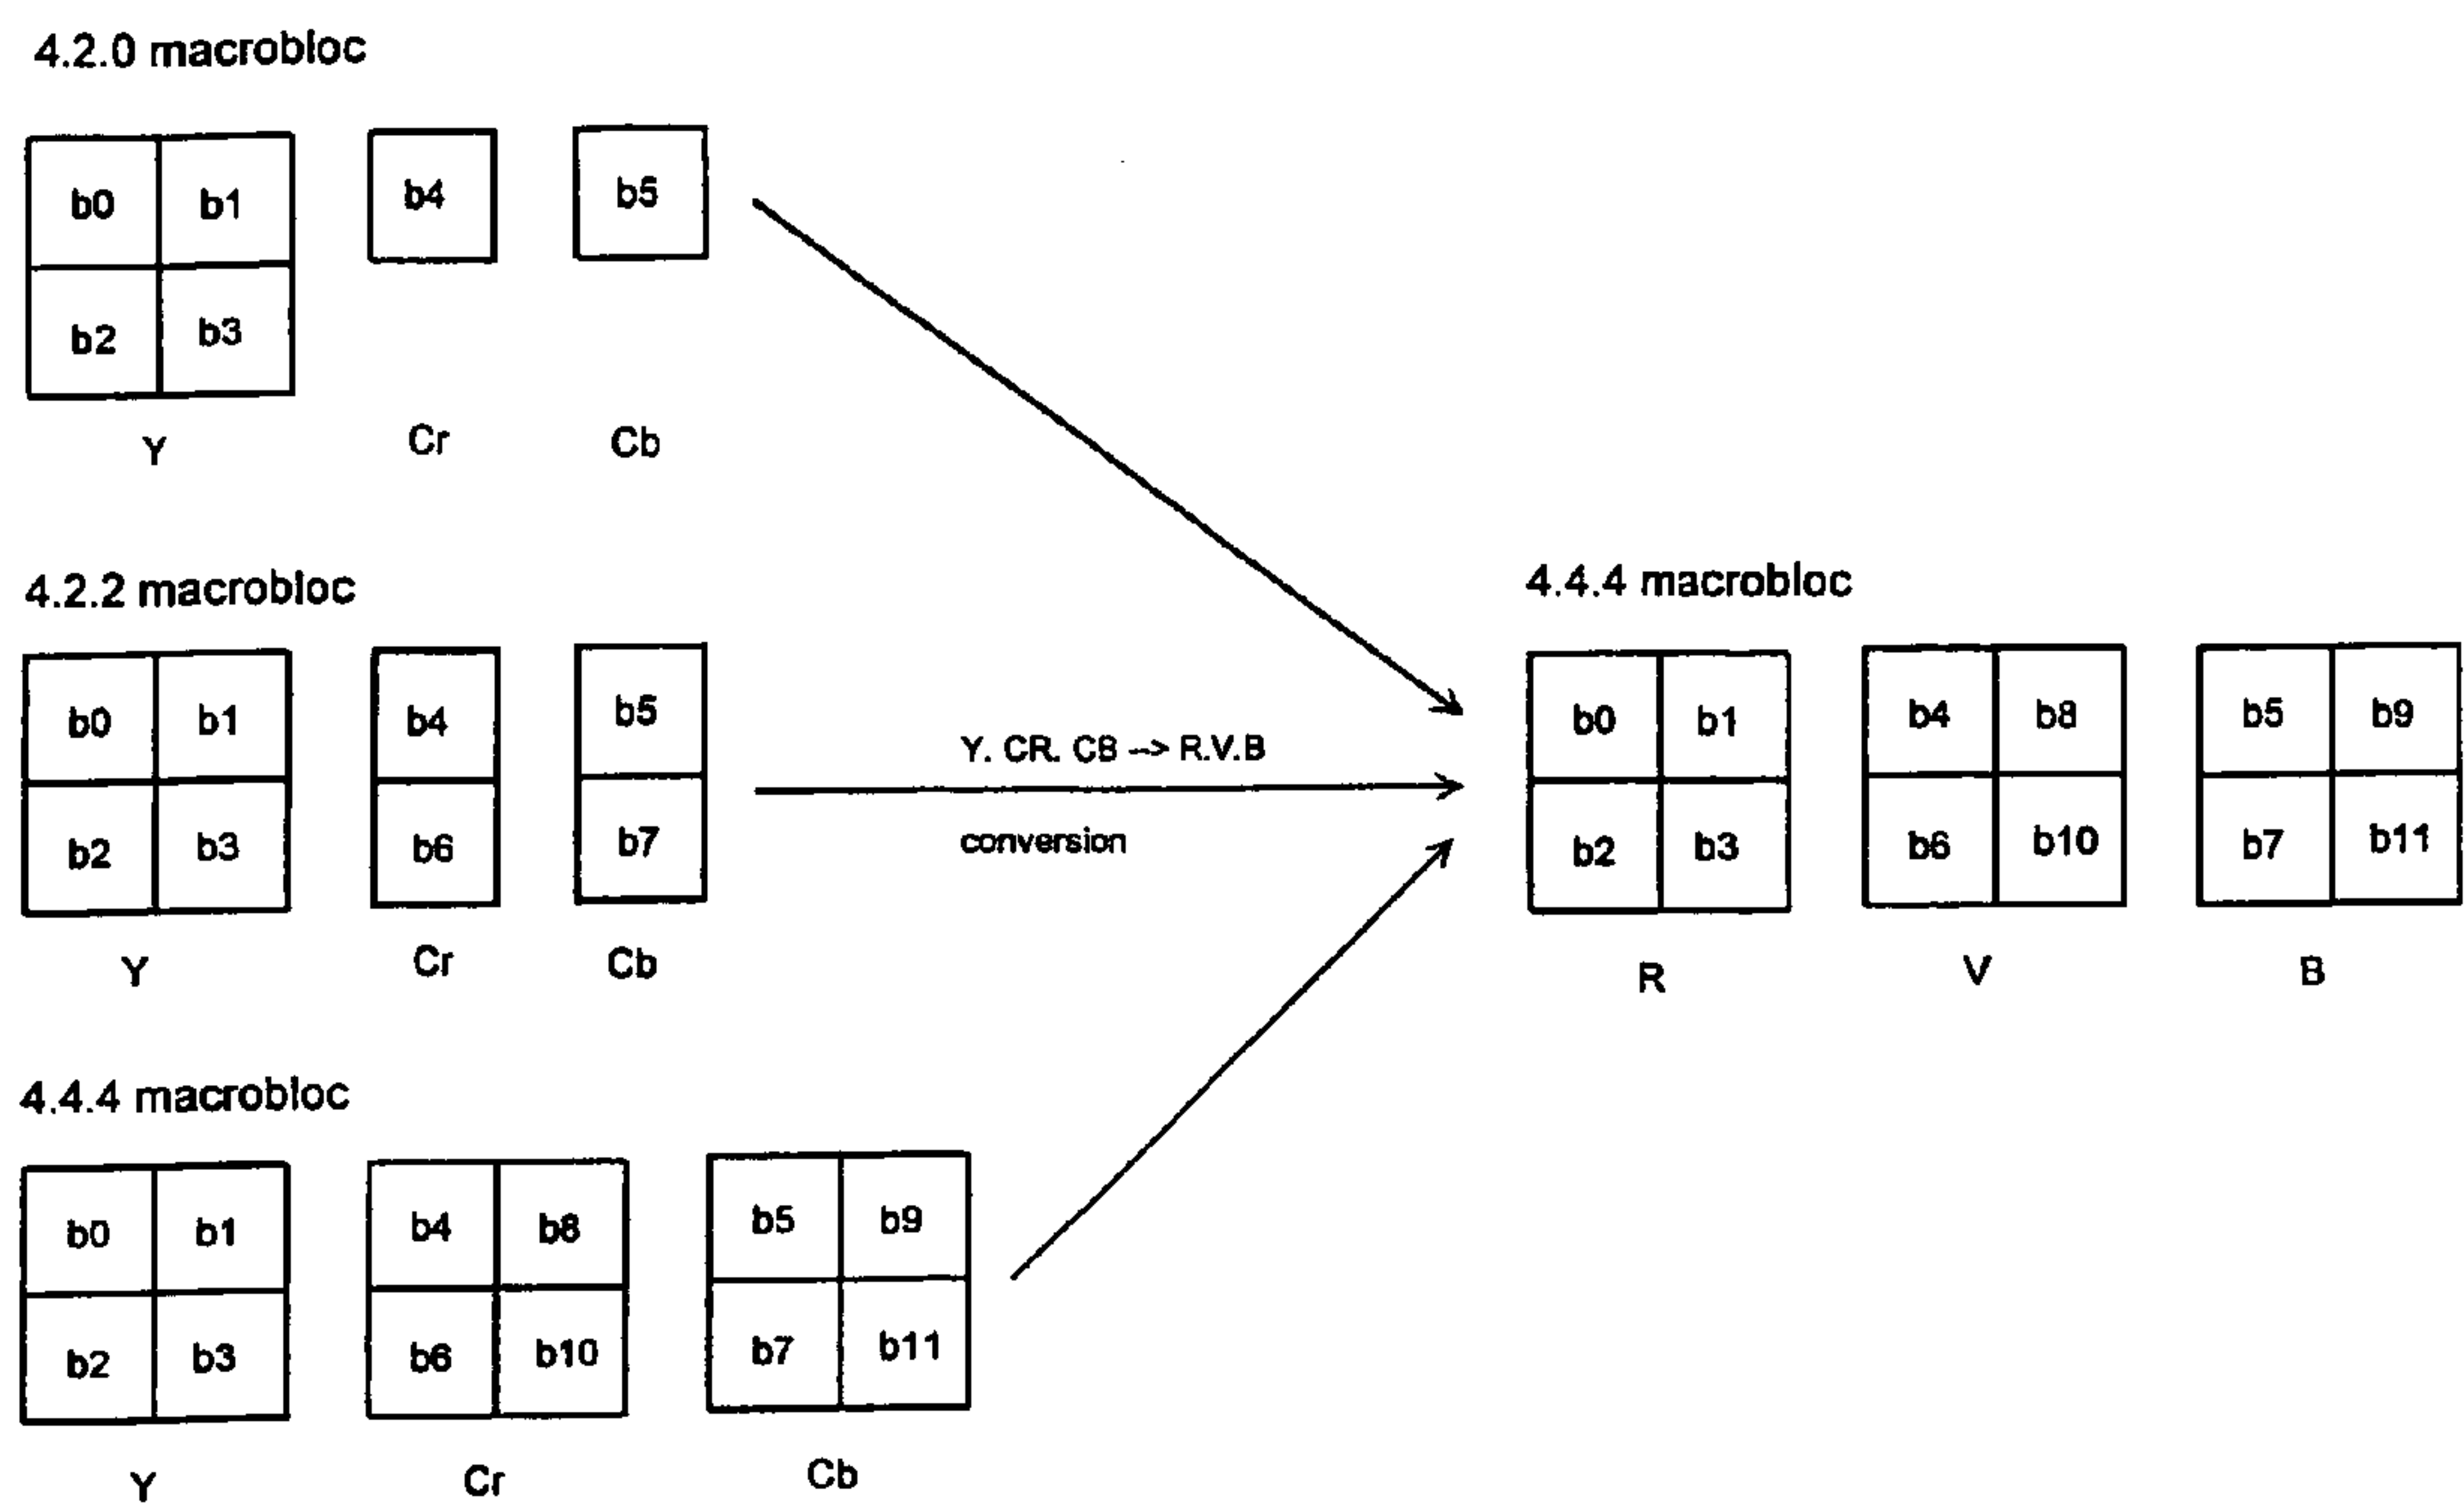 4.2.0 macrobloc
b0 b1 b4 b5
b2 b3
Y Cr Cb
4.2.2 macrobloc
b0 b1 b4 b5
b2 b3 b6 b7
Y Cr Cb
Y. CR. CB --> R.V.B
conversion
4.4.4 macrobloc
b0 b1 b4 b8 b5 b9
b2 b3 b6 b10 b7 b11
R V B
4.4.4 macrobloc
b0 b1 b4 b8 b5 b9
b2 b3 b6 b10 b7 b11
Y Cr Cb